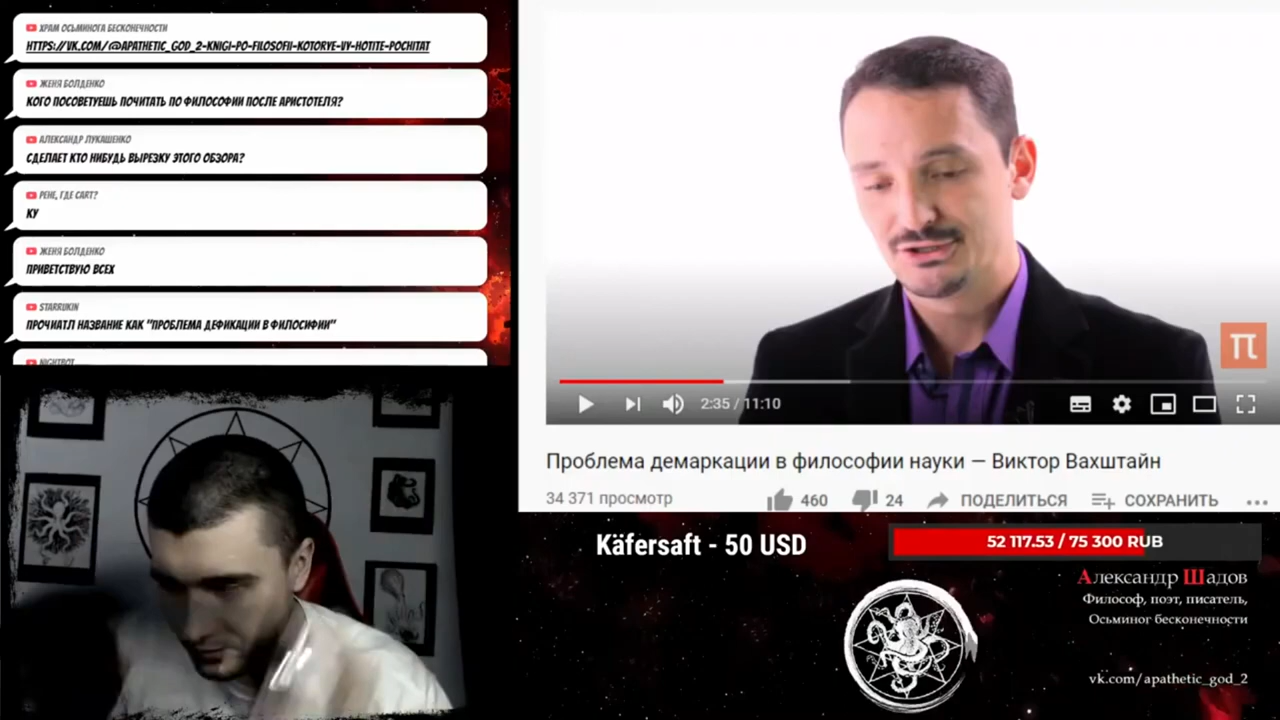 ХРАМ ОСЬМИНОГА БЕСКОНЕЧНОСТИ
HTTPS://VK.COM/@APATHETIC_GOD_2-KNIGI-PO-FILOSOFII-KOTORYE-VY-HOTITE-POCHITAT
ЖЕНЯ БОЛДЕНКО
КОГО ПОСОВЕТУЕШЬ ПОЧИТАТЬ ПО ФИЛОСОФИИ ПОСЛЕ АРИСТОТЕЛЯ?
АЛЕКСАНДР ЛУКАШЕНКО
СДЕЛАЕТ КТО НИБУДЬ ВЫРЕЗКУ ЭТОГО ОБЗОРА?
РЕНЕ, ГДЕ CART?
КУ
ЖЕНЯ БОЛДЕНКО
ПРИВЕТСТВУЮ ВСЕХ
STARRUKIN
ПРОЧИАТЛ НАЗВАНИЕ КАК "ПРОБЛЕМА ДЕФИКАЦИИ В ФИЛОСИФИИ"
NIGHTBOT
π
2:35 / 11:10
Проблема демаркации в философии науки — Виктор Вахштайн
34 371 просмотр
460
24
ПОДЕЛИТЬСЯ
СОХРАНИТЬ
Käfersaft - 50 USD
52 117.53 / 75 300 RUB
Александр Шадов
Философ, поэт, писатель,
Осьминог бесконечности
vk.com/apathetic_god_2